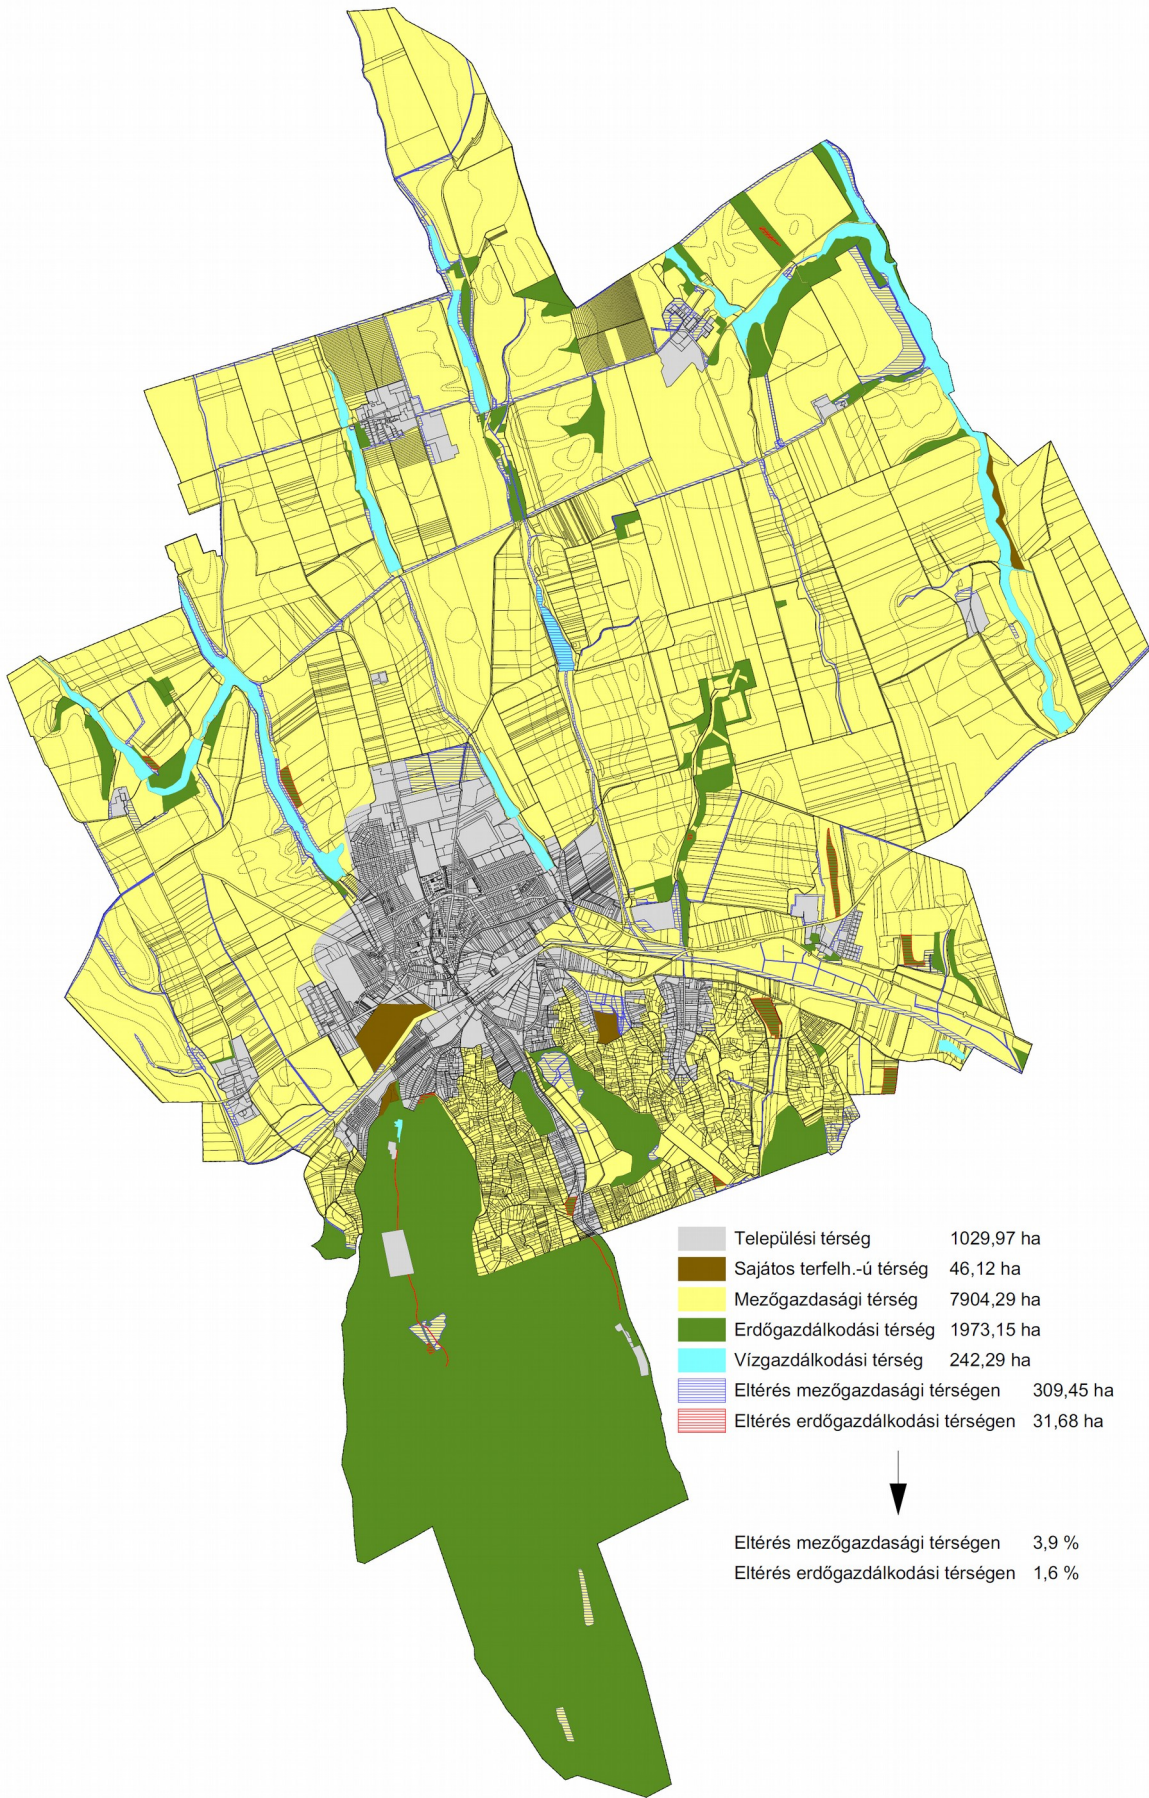 Települési térség 1029,97 ha
Sajátos terfelh.-ú térség 46,12 ha
Mezőgazdasági térség 7904,29 ha
Erdőgazdálkodási térség 1973,15 ha
Vízgazdálkodási térség 242,29 ha
Eltérés mezőgazdasági térségen 309,45 ha
Eltérés erdőgazdálkodási térségen 31,68 ha
Eltérés mezőgazdasági térségen 3,9 %
Eltérés erdőgazdálkodási térségen 1,6 %